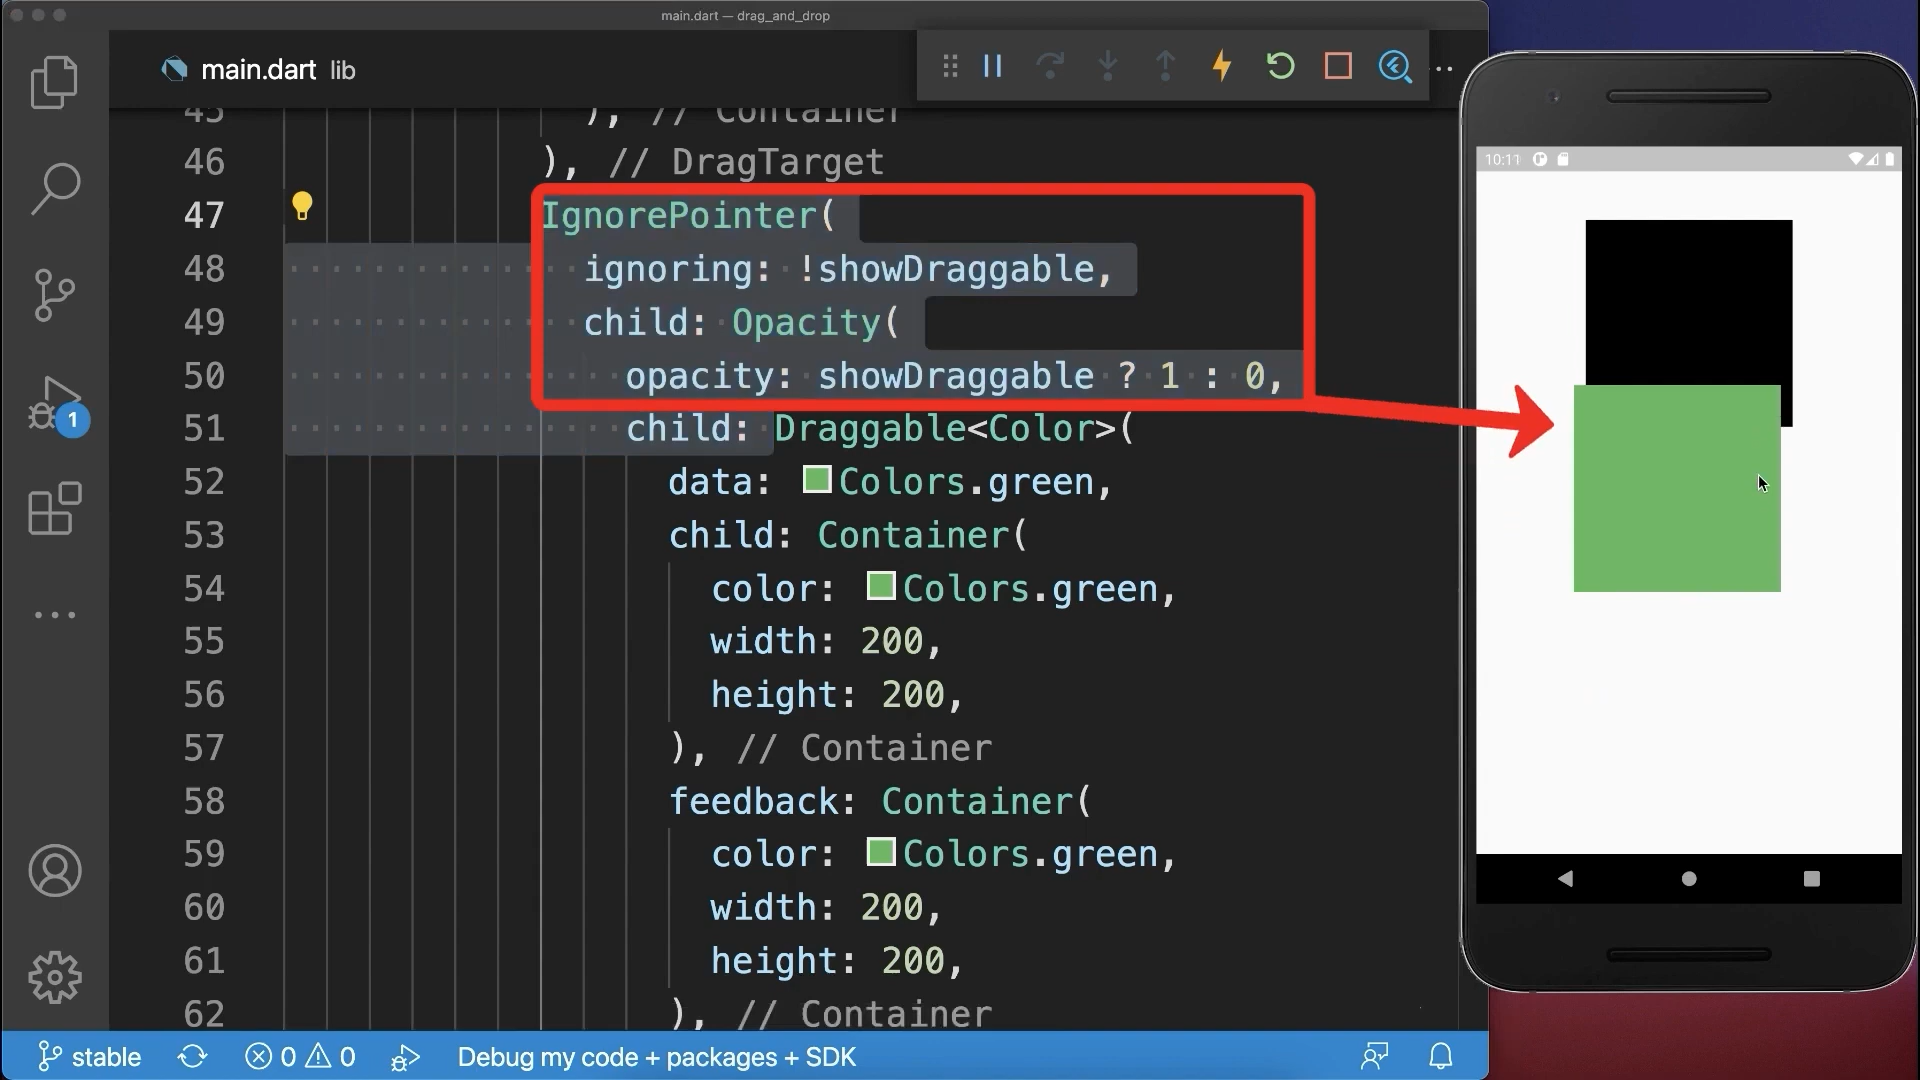 main.dart — drag_and_drop
main.dart lib
45 ), // Container
46 ), // DragTarget
47 IgnorePointer(
48 ignoring: !showDraggable,
49 child: Opacity(
50 opacity: showDraggable ? 1 : 0,
51 child: Draggable<Color>(
52 data: Colors.green,
53 child: Container(
54 color: Colors.green,
55 width: 200,
56 height: 200,
57 ), // Container
58 feedback: Container(
59 color: Colors.green,
60 width: 200,
61 height: 200,
62 ), // Container
1
stable 0 0 Debug my code + packages + SDK
10:11